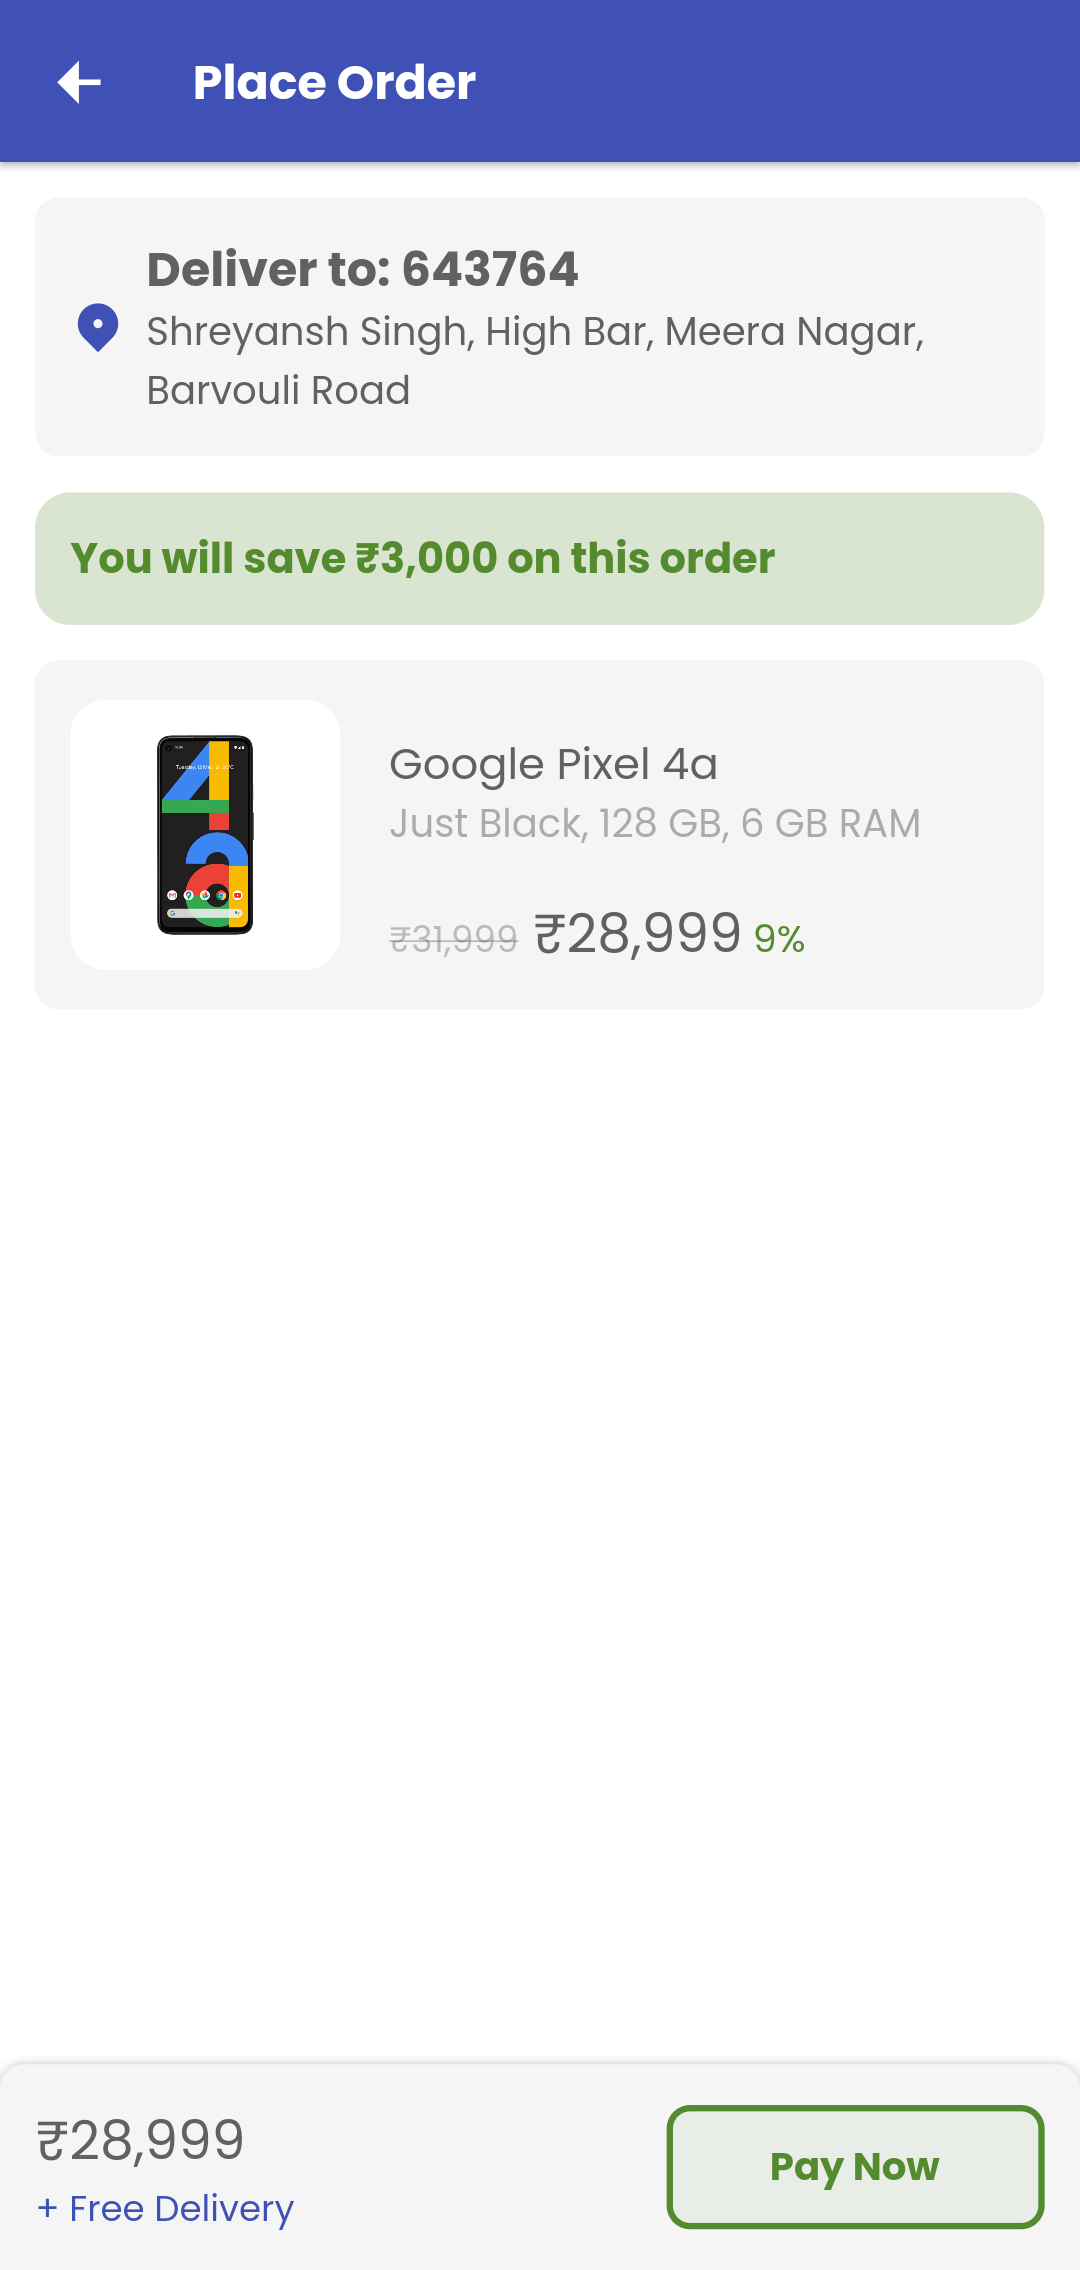 Place Order
Deliver to: 643764
Shreyansh Singh, High Bar, Meera Nagar,
Barvouli Road
You will save ₹3,000 on this order
Google Pixel 4a
Just Black, 128 GB, 6 GB RAM
₹31,999 ₹28,999 9%
₹28,999
+ Free Delivery
Pay Now